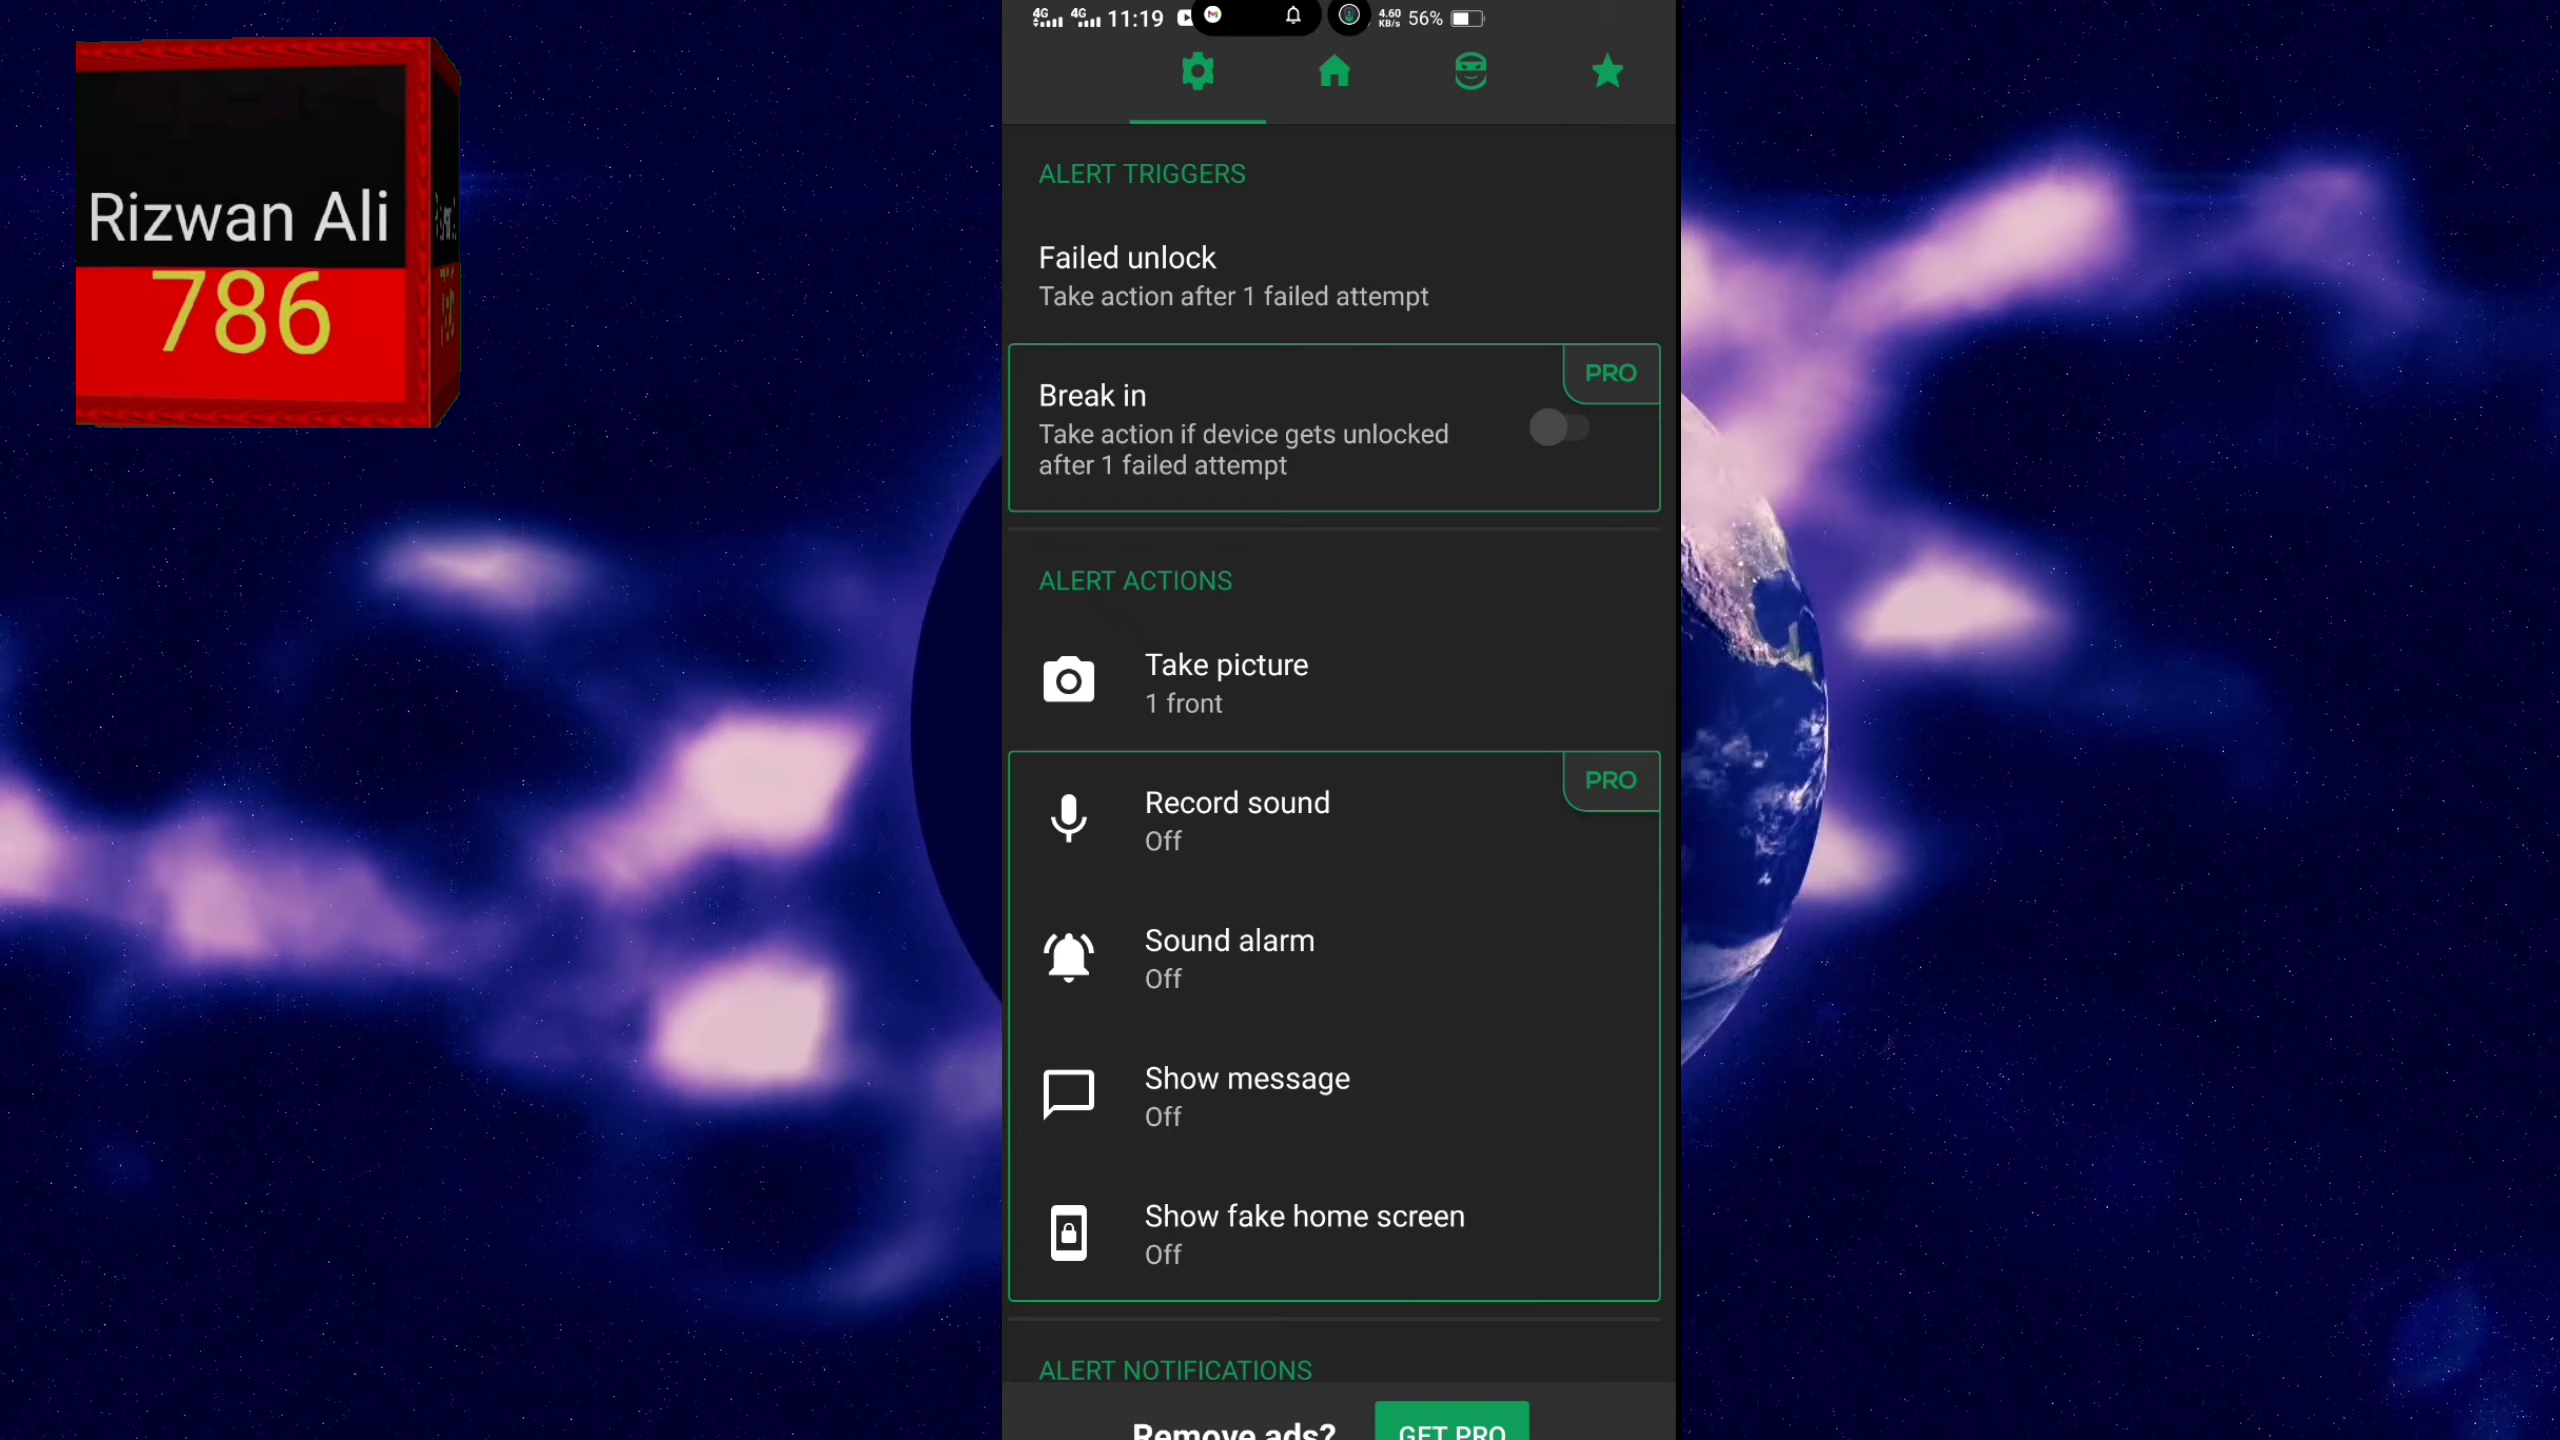 Rizwan Ali
786
4G 4G 11:19 4.60 KB/s 56%
ALERT TRIGGERS
Failed unlock
Take action after 1 failed attempt
PRO
Break in
Take action if device gets unlocked
after 1 failed attempt
ALERT ACTIONS
Take picture
1 front
PRO
Record sound
Off
Sound alarm
Off
Show message
Off
Show fake home screen
Off
ALERT NOTIFICATIONS
Remove ads? GET PRO